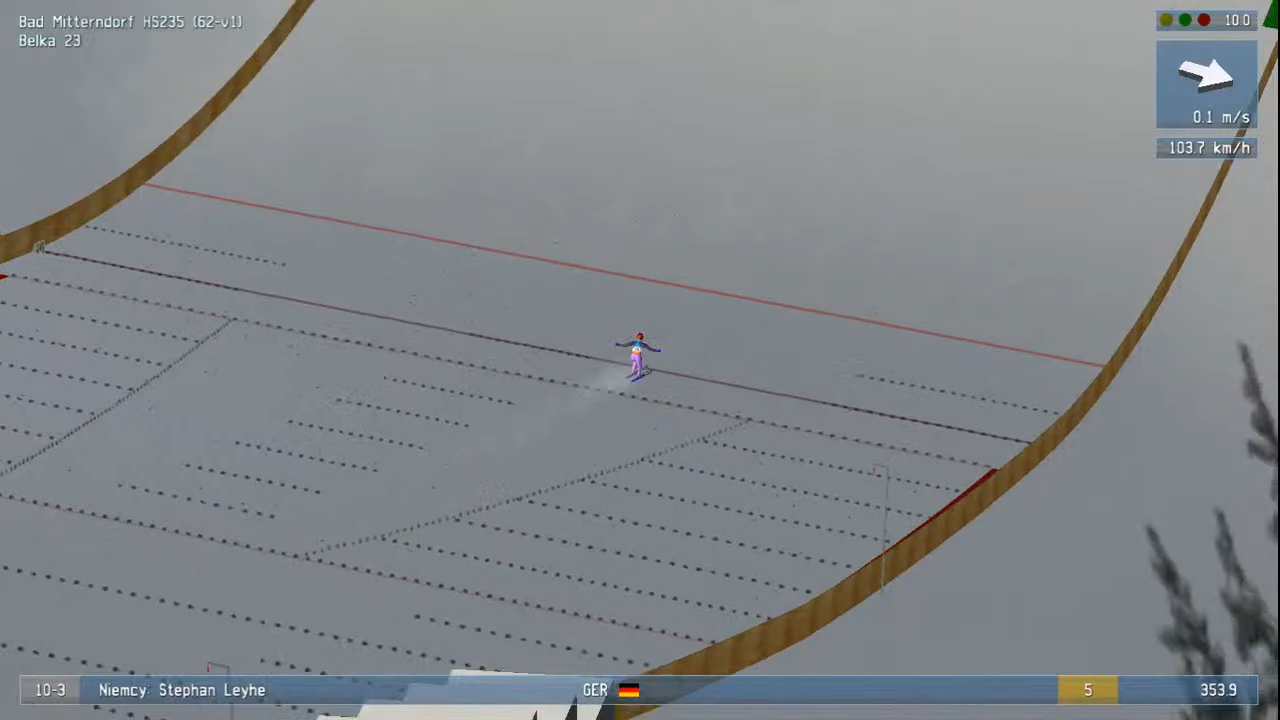 Bad Mitterndorf HS235 (62-v1)
Belka 23
10.0
0.1 m/s
103.7 km/h
10-3 Niemcy: Stephan Leyhe GER 5 353.9